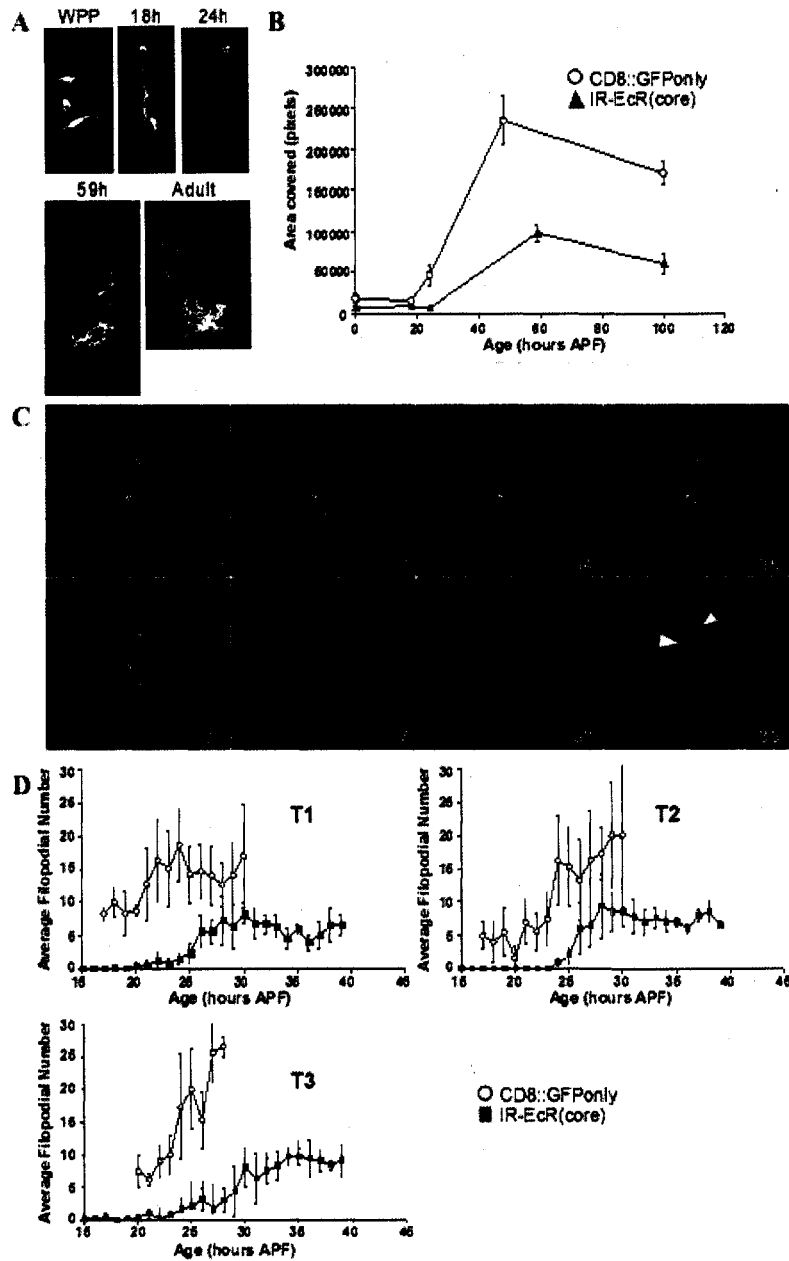 A
WPP 18h 24h
59h Adult
B
300000
250000
200000
150000
100000
50000
0
Area covered (pixels)
CD8::GFPonly
IR-EcR(core)
0 20 40 60 80 100 120
Age (hours APF)
C
D
T1
Average Filopodial Number
30
25
20
15
10
5
0
15 20 25 30 35 40 45
Age (hours APF)
T2
Average Filopodial Number
30
25
20
15
10
5
0
15 20 25 30 35 40 45
Age (hours APF)
T3
Average Filopodial Number
30
25
20
15
10
5
0
15 20 25 30 35 40 45
Age (hours APF)
CD8::GFPonly
IR-EcR(core)